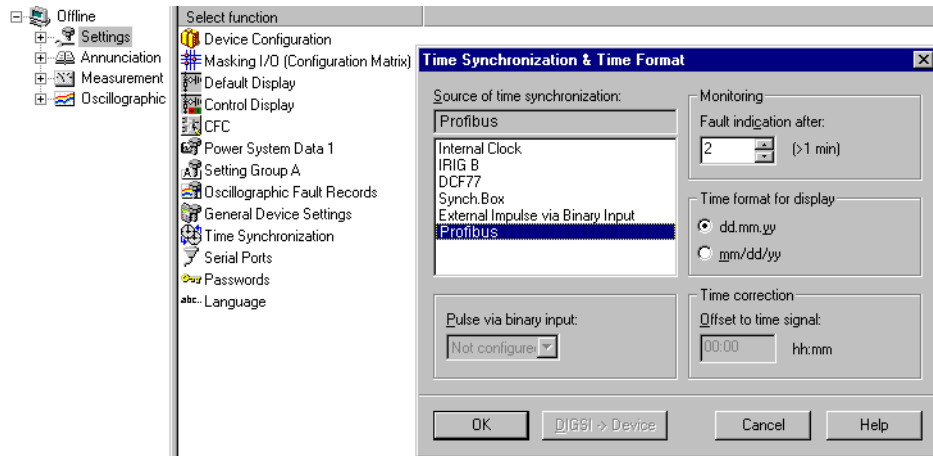 Offline
Settings
Annunciation
Measurement
Oscillographic
Select function
Device Configuration
Masking I/O (Configuration Matrix)
Default Display
Control Display
CFC
Power System Data 1
Setting Group A
Oscillographic Fault Records
General Device Settings
Time Synchronization
Serial Ports
Passwords
abc.. Language
Time Synchronization & Time Format
Source of time synchronization:
Profibus
Internal Clock
IRIG B
DCF77
Synch.Box
External Impulse via Binary Input
Profibus
Pulse via binary input:
Not configure
Monitoring
Fault indication after:
2 (>1 min)
Time format for display
dd.mm.yy
mm/dd/yy
Time correction
Offset to time signal:
00:00 hh:mm
OK
DIGSI -> Device
Cancel
Help